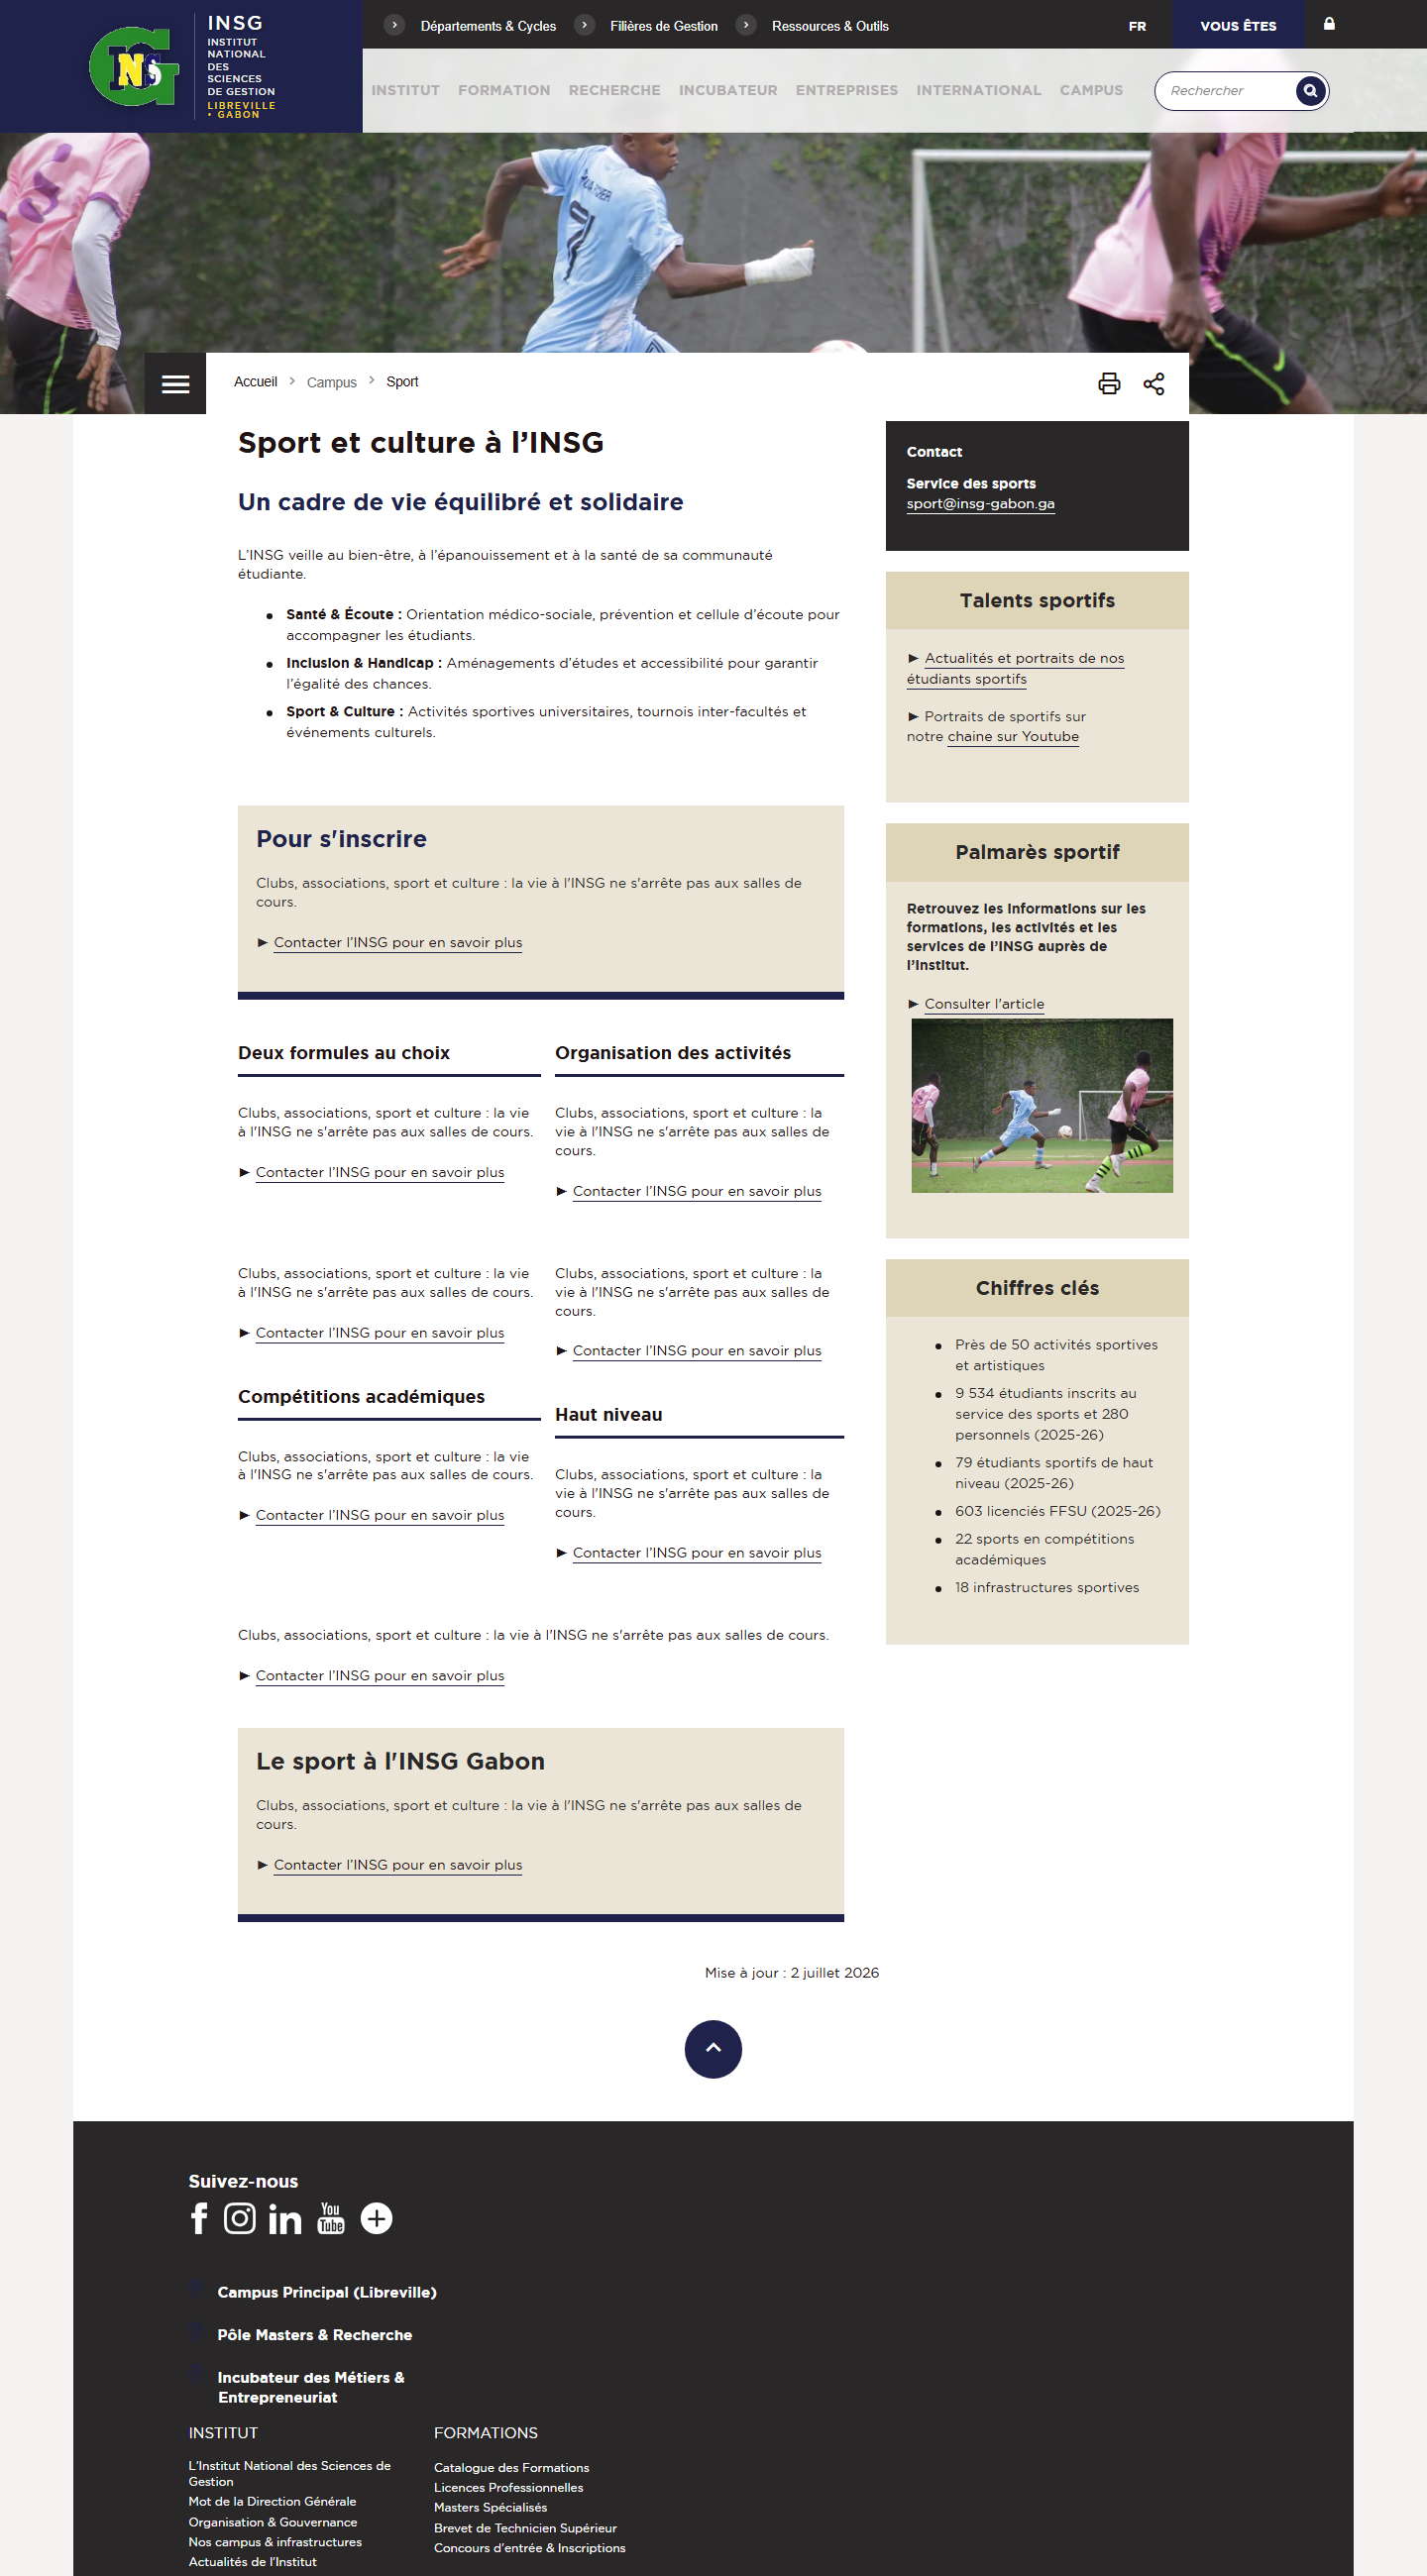 INSG
INSTITUT
NATIONAL
DES
SCIENCES
DE GESTION
LIBREVILLE
• GABON
Départements & Cycles
Filières de Gestion
Ressources & Outils
FR
VOUS ÊTES
INSTITUT
FORMATION
RECHERCHE
INCUBATEUR
ENTREPRISES
INTERNATIONAL
CAMPUS
Rechercher
Accueil
Campus
Sport
Sport et culture à l’INSG
Un cadre de vie équilibré et solidaire
L’INSG veille au bien-être, à l’épanouissement et à la santé de sa communauté
étudiante.
Santé & Écoute : Orientation médico-sociale, prévention et cellule d’écoute pour
accompagner les étudiants.
Inclusion & Handicap : Aménagements d’études et accessibilité pour garantir
l’égalité des chances.
Sport & Culture : Activités sportives universitaires, tournois inter-facultés et
événements culturels.
Pour s'inscrire
Clubs, associations, sport et culture : la vie à l'INSG ne s'arrête pas aux salles de
cours.
► Contacter l’INSG pour en savoir plus
Deux formules au choix
Clubs, associations, sport et culture : la vie
à l'INSG ne s'arrête pas aux salles de cours.
► Contacter l’INSG pour en savoir plus
Clubs, associations, sport et culture : la vie
à l'INSG ne s'arrête pas aux salles de cours.
► Contacter l’INSG pour en savoir plus
Compétitions académiques
Clubs, associations, sport et culture : la vie
à l'INSG ne s'arrête pas aux salles de cours.
► Contacter l’INSG pour en savoir plus
Organisation des activités
Clubs, associations, sport et culture : la
vie à l'INSG ne s'arrête pas aux salles de
cours.
► Contacter l’INSG pour en savoir plus
Clubs, associations, sport et culture : la
vie à l'INSG ne s'arrête pas aux salles de
cours.
► Contacter l’INSG pour en savoir plus
Haut niveau
Clubs, associations, sport et culture : la
vie à l'INSG ne s'arrête pas aux salles de
cours.
► Contacter l’INSG pour en savoir plus
Clubs, associations, sport et culture : la vie à l'INSG ne s'arrête pas aux salles de cours.
► Contacter l’INSG pour en savoir plus
Le sport à l'INSG Gabon
Clubs, associations, sport et culture : la vie à l'INSG ne s'arrête pas aux salles de
cours.
► Contacter l’INSG pour en savoir plus
Contact
Service des sports
sport@insg-gabon.ga
Talents sportifs
► Actualités et portraits de nos
étudiants sportifs
► Portraits de sportifs sur
notre chaine sur Youtube
Palmarès sportif
Retrouvez les informations sur les
formations, les activités et les
services de l’INSG auprès de
l’institut.
► Consulter l'article
Chiffres clés
Près de 50 activités sportives
et artistiques
9 534 étudiants inscrits au
service des sports et 280
personnels (2025-26)
79 étudiants sportifs de haut
niveau (2025-26)
603 licenciés FFSU (2025-26)
22 sports en compétitions
académiques
18 infrastructures sportives
Mise à jour : 2 juillet 2026
Suivez-nous
You
Tube
Campus Principal (Libreville)
Pôle Masters & Recherche
Incubateur des Métiers &
Entrepreneuriat
INSTITUT
L’Institut National des Sciences de
Gestion
Mot de la Direction Générale
Organisation & Gouvernance
Nos campus & infrastructures
Actualités de l’Institut
FORMATIONS
Catalogue des Formations
Licences Professionnelles
Masters Spécialisés
Brevet de Technicien Supérieur
Concours d’entrée & Inscriptions